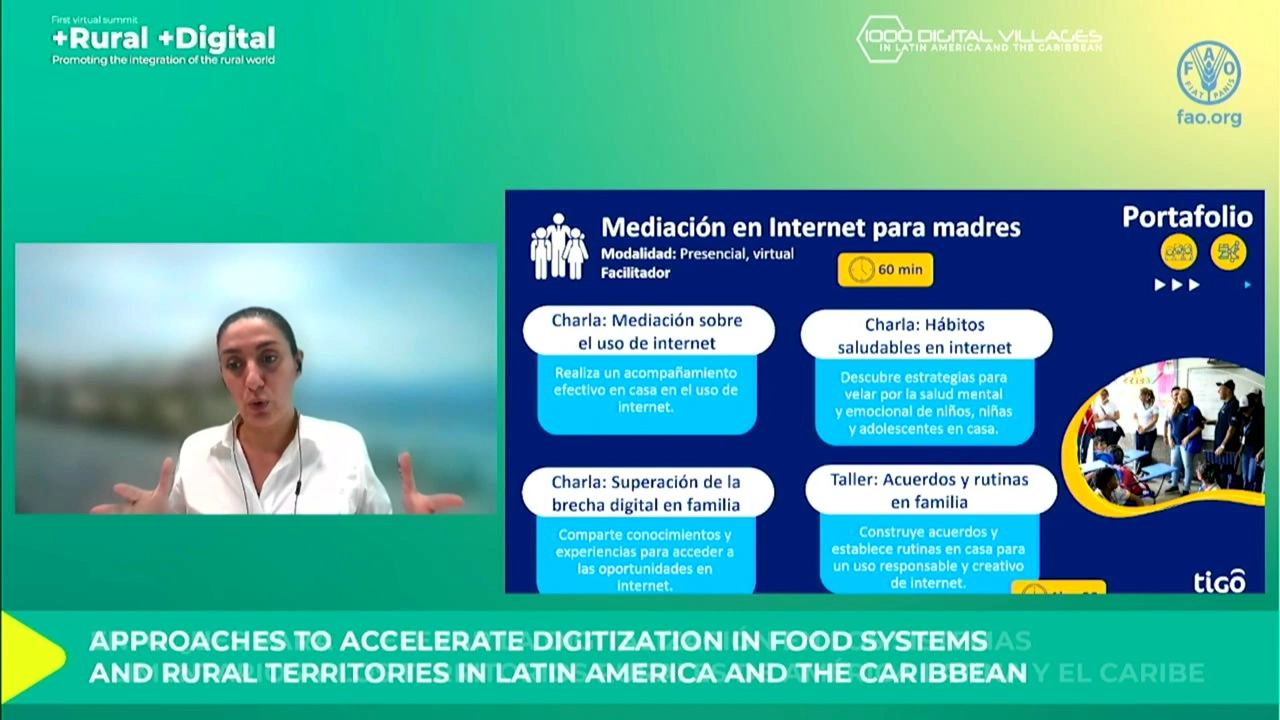 First virtual summit
+Rural +Digital
Promoting the integration of the rural world
1000 DIGITAL VILLAGES
IN LATIN AMERICA AND THE CARIBBEAN
F A O
FIAT PANIS
fao.org
Mediación en Internet para madres
Modalidad: Presencial, virtual
Facilitador
60 min
Portafolio
Charla: Mediación sobre
el uso de internet
Realiza un acompañamiento
efectivo en casa en el uso de
internet.
Charla: Hábitos
saludables en internet
Descubre estrategias para
velar por la salud mental
y emocional de niños, niñas
y adolescentes en casa.
Charla: Superación de la
brecha digital en familia
Comparte conocimientos y
experiencias para acceder a
las oportunidades en
internet.
Taller: Acuerdos y rutinas
en familia
Construye acuerdos y
establece rutinas en casa para
un uso responsable y creativo
de internet.
tigo
APPROACHES TO ACCELERATE DIGITIZATION IN FOOD SYSTEMS
AND RURAL TERRITORIES IN LATIN AMERICA AND THE CARIBBEAN
Y EL CARIBE